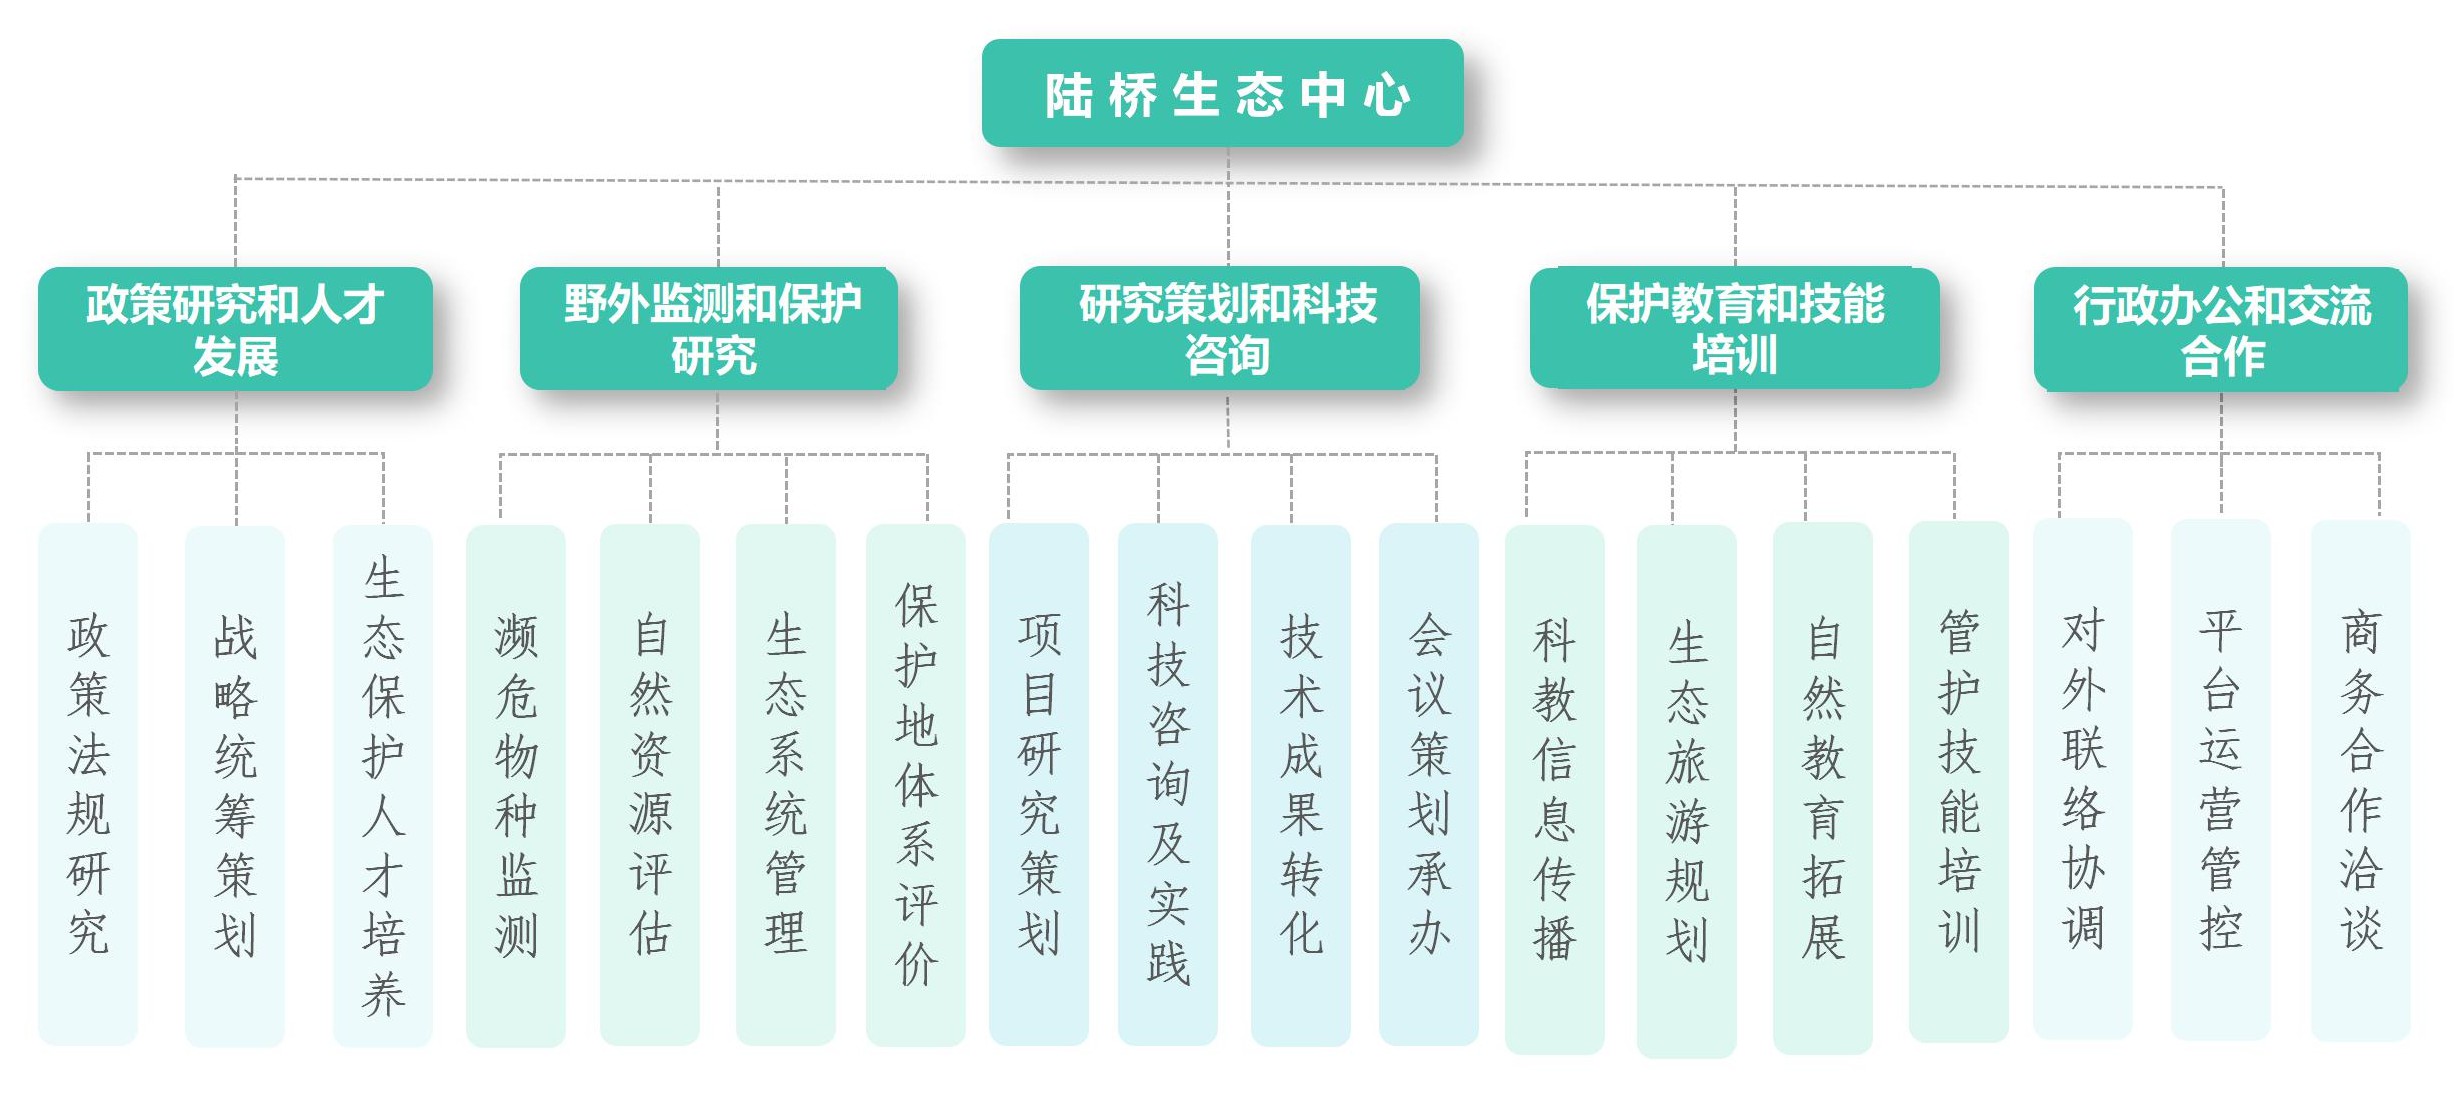 陆桥生态中心
政策研究和人才
发展
野外监测和保护
研究
研究策划和科技
咨询
保护教育和技能
培训
行政办公和交流
合作
政策法规研究
战略统筹策划
生态保护人才培养
濒危物种监测
自然资源评估
生态系统管理
保护地体系评价
项目研究策划
科技咨询及实践
技术成果转化
会议策划承办
科教信息传播
生态旅游规划
自然教育拓展
管护技能培训
对外联络协调
平台运营管控
商务合作洽谈